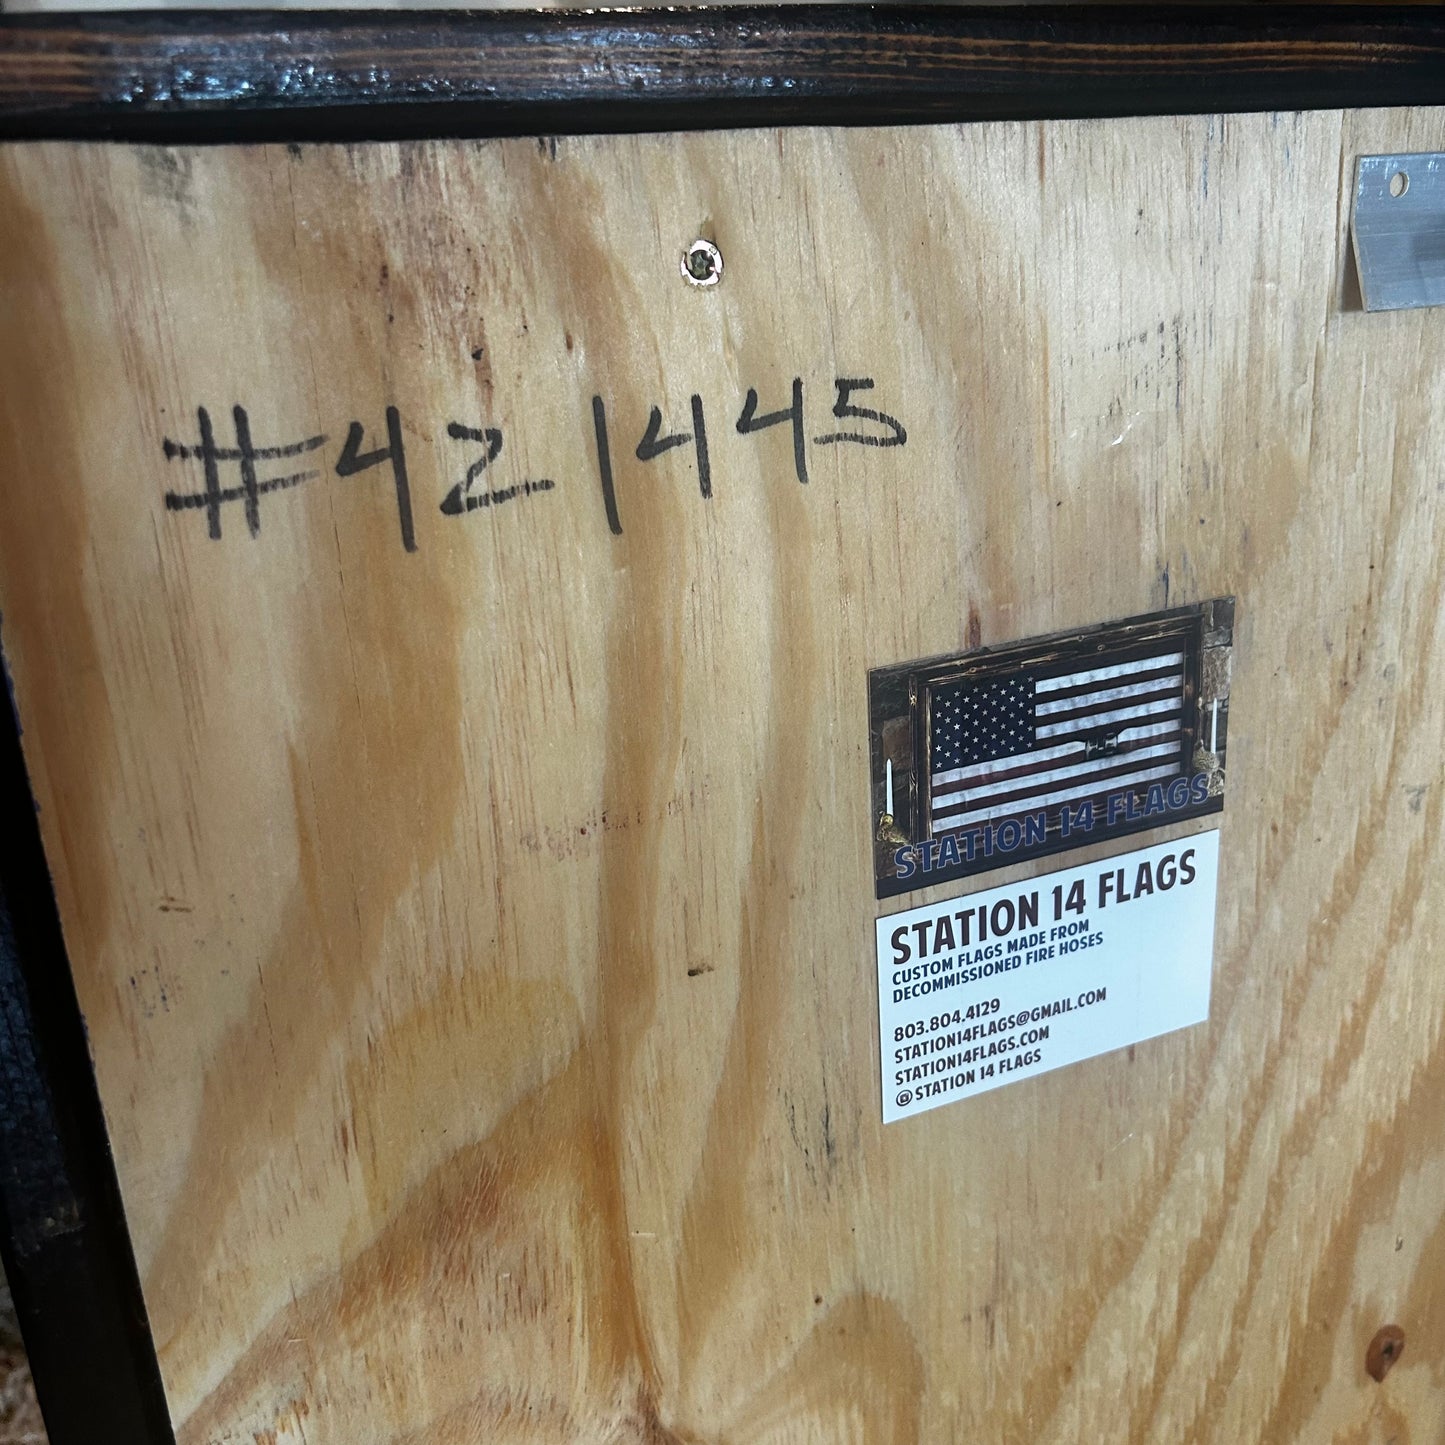 #421445
STATION 14 FLAGS
STATION 14 FLAGS
CUSTOM FLAGS MADE FROM
DECOMMISSIONED FIRE HOSES
803.804.4129
STATION14FLAGS@GMAIL.COM
STATION14FLAGS.COM
STATION 14 FLAGS